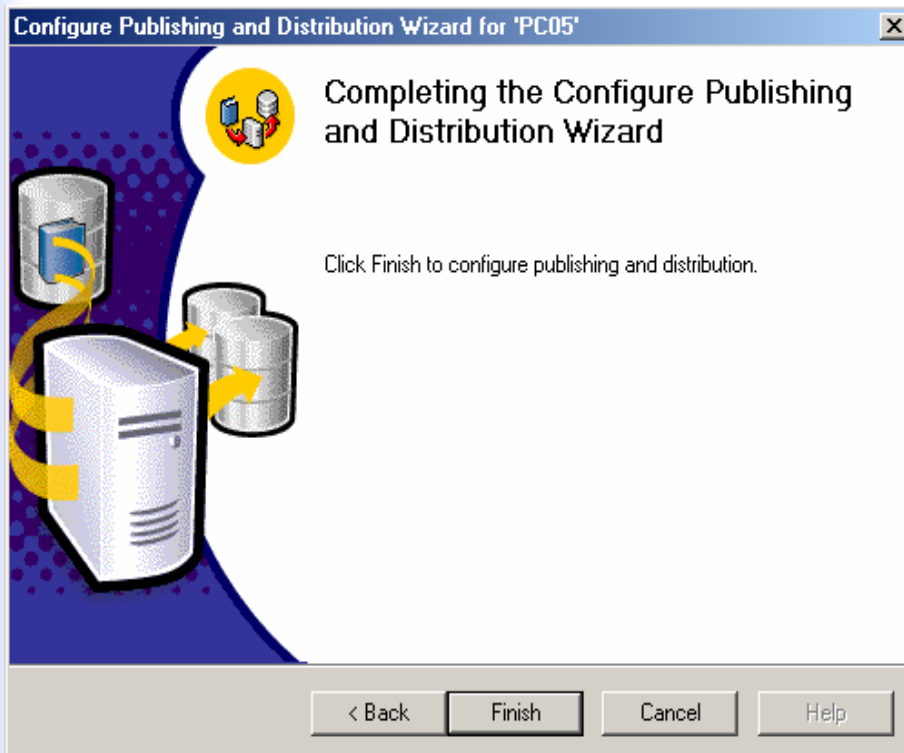 Configure Publishing and Distribution Wizard for 'PC05'
Completing the Configure Publishing
and Distribution Wizard
Click Finish to configure publishing and distribution.
< Back
Finish
Cancel
Help